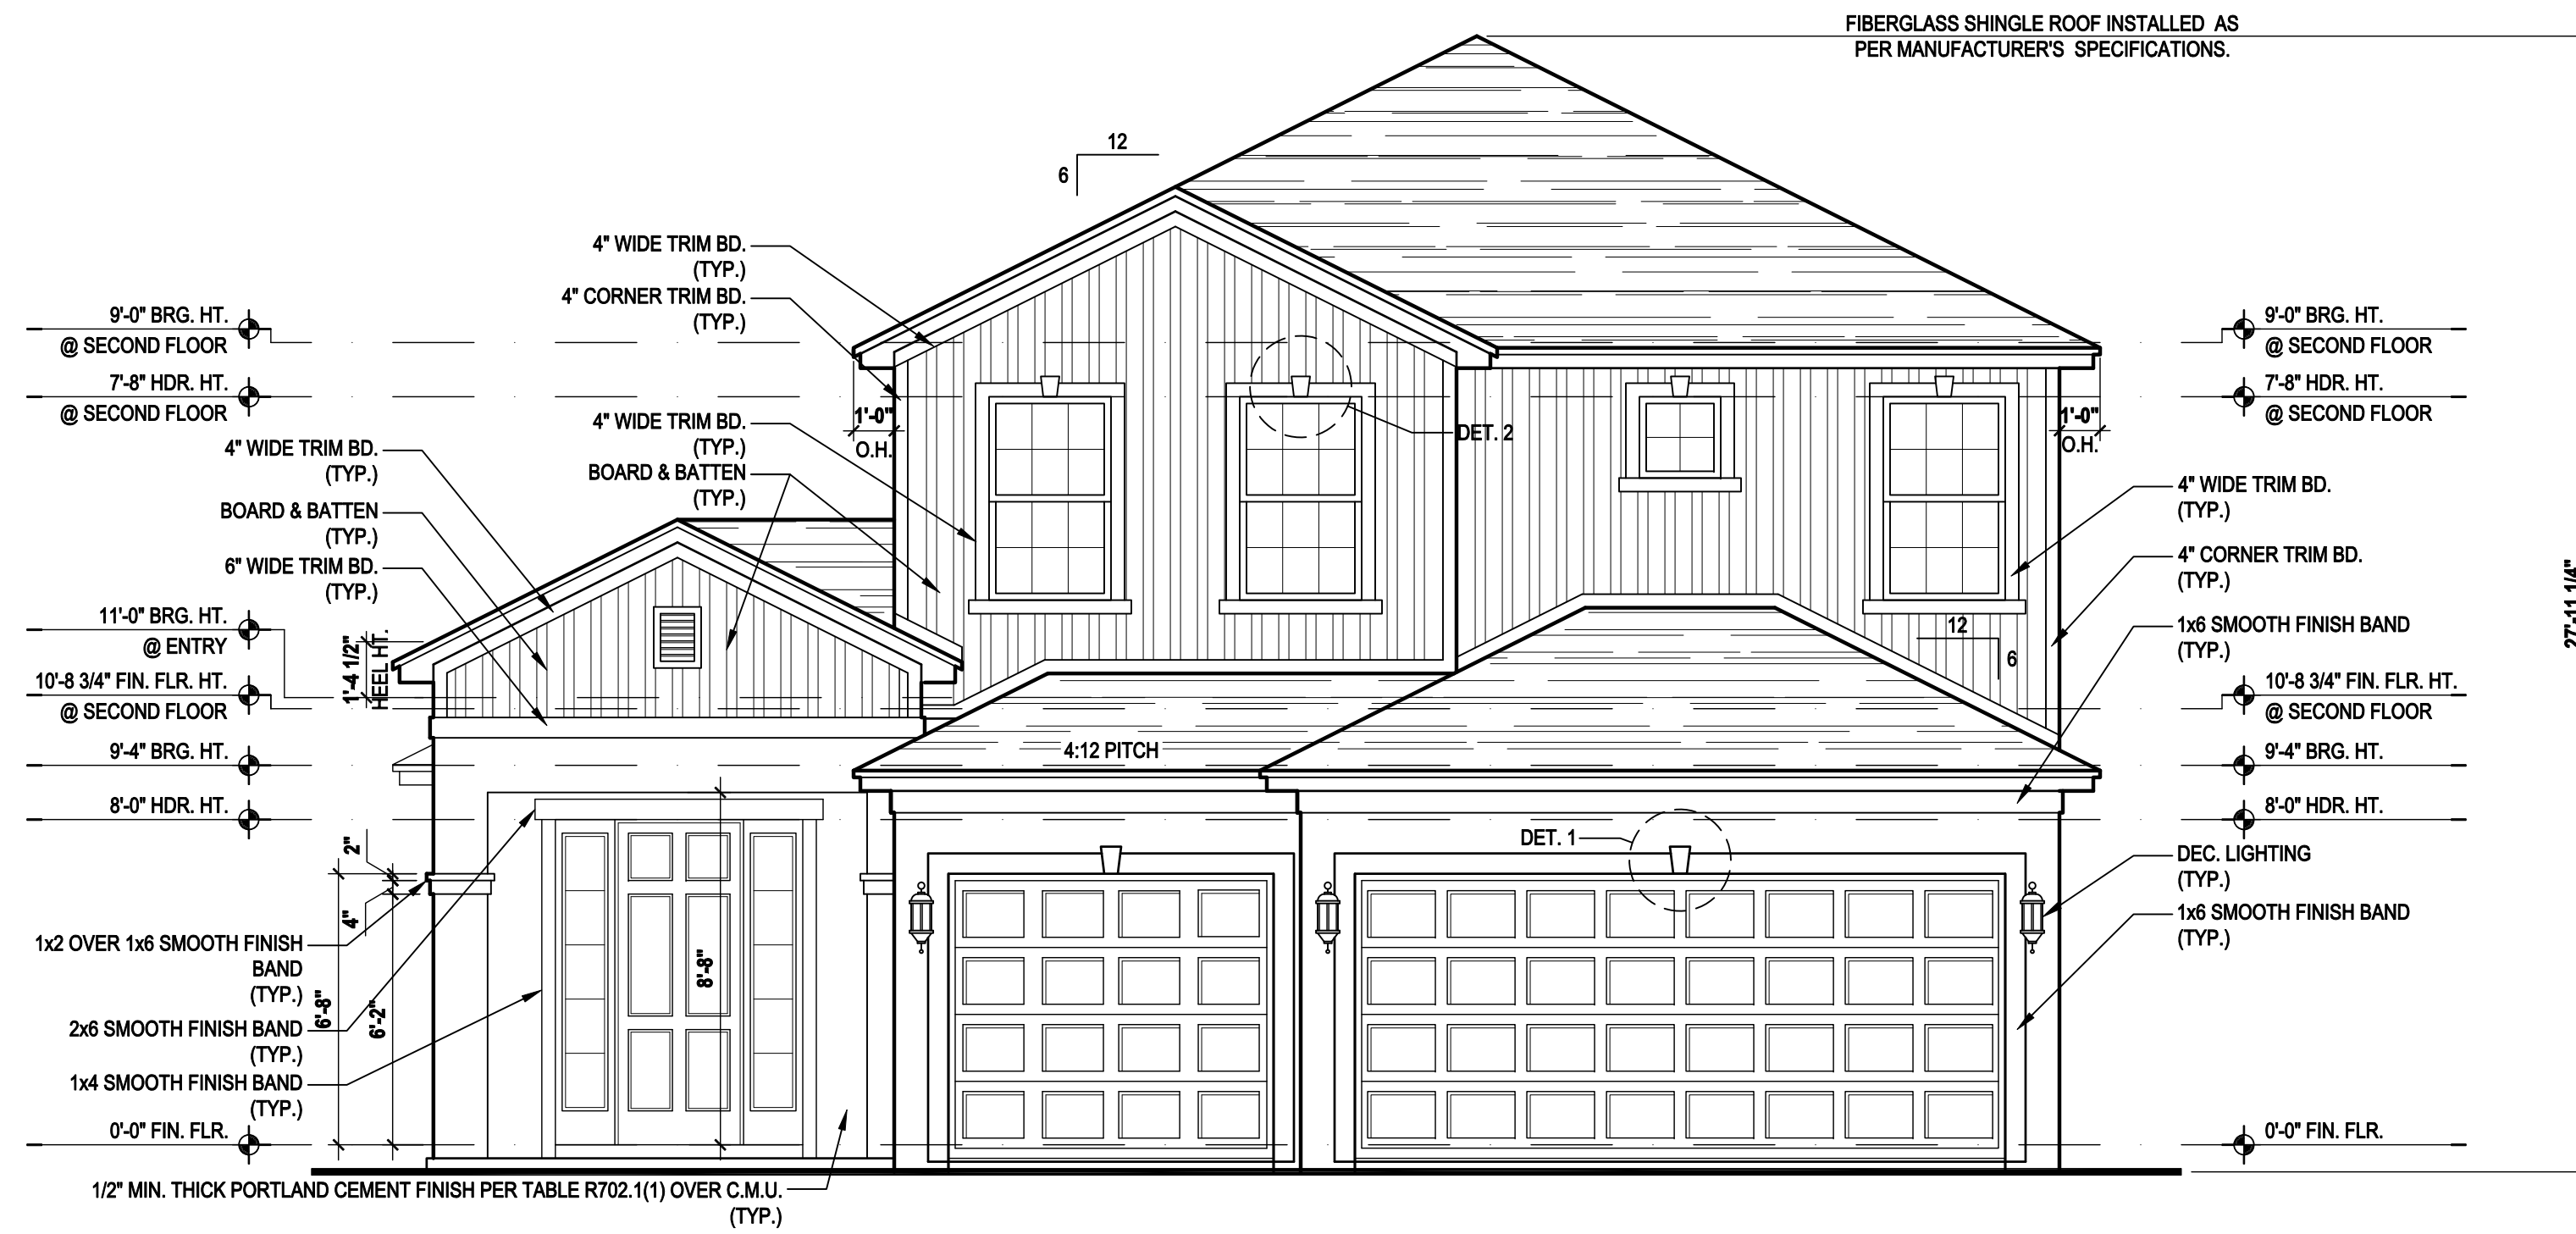 FIBERGLASS SHINGLE ROOF INSTALLED AS
PER MANUFACTURER'S SPECIFICATIONS.
12
6
4" WIDE TRIM BD.
(TYP.)
4" CORNER TRIM BD.
(TYP.)
9'-0" BRG. HT.
@ SECOND FLOOR
7'-8" HDR. HT.
@ SECOND FLOOR
4" WIDE TRIM BD.
(TYP.)
BOARD & BATTEN
(TYP.)
1'-0"
O.H.
DET. 2
4" WIDE TRIM BD.
(TYP.)
BOARD & BATTEN
(TYP.)
6" WIDE TRIM BD.
(TYP.)
11'-0" BRG. HT.
@ ENTRY
1'-4 1/2"
HEEL HT.
10'-8 3/4" FIN. FLR. HT.
@ SECOND FLOOR
9'-4" BRG. HT.
8'-0" HDR. HT.
2"
4"
1x2 OVER 1x6 SMOOTH FINISH
BAND
(TYP.)
6'-8"
6'-2"
2x6 SMOOTH FINISH BAND
(TYP.)
1x4 SMOOTH FINISH BAND
(TYP.)
0'-0" FIN. FLR.
1/2" MIN. THICK PORTLAND CEMENT FINISH PER TABLE R702.1(1) OVER C.M.U.
(TYP.)
8'-8"
4:12 PITCH
DET. 1
12
6
9'-0" BRG. HT.
@ SECOND FLOOR
7'-8" HDR. HT.
@ SECOND FLOOR
1'-0"
O.H.
4" WIDE TRIM BD.
(TYP.)
4" CORNER TRIM BD.
(TYP.)
1x6 SMOOTH FINISH BAND
(TYP.)
10'-8 3/4" FIN. FLR. HT.
@ SECOND FLOOR
9'-4" BRG. HT.
8'-0" HDR. HT.
DEC. LIGHTING
(TYP.)
1x6 SMOOTH FINISH BAND
(TYP.)
0'-0" FIN. FLR.
27'-11 1/4"